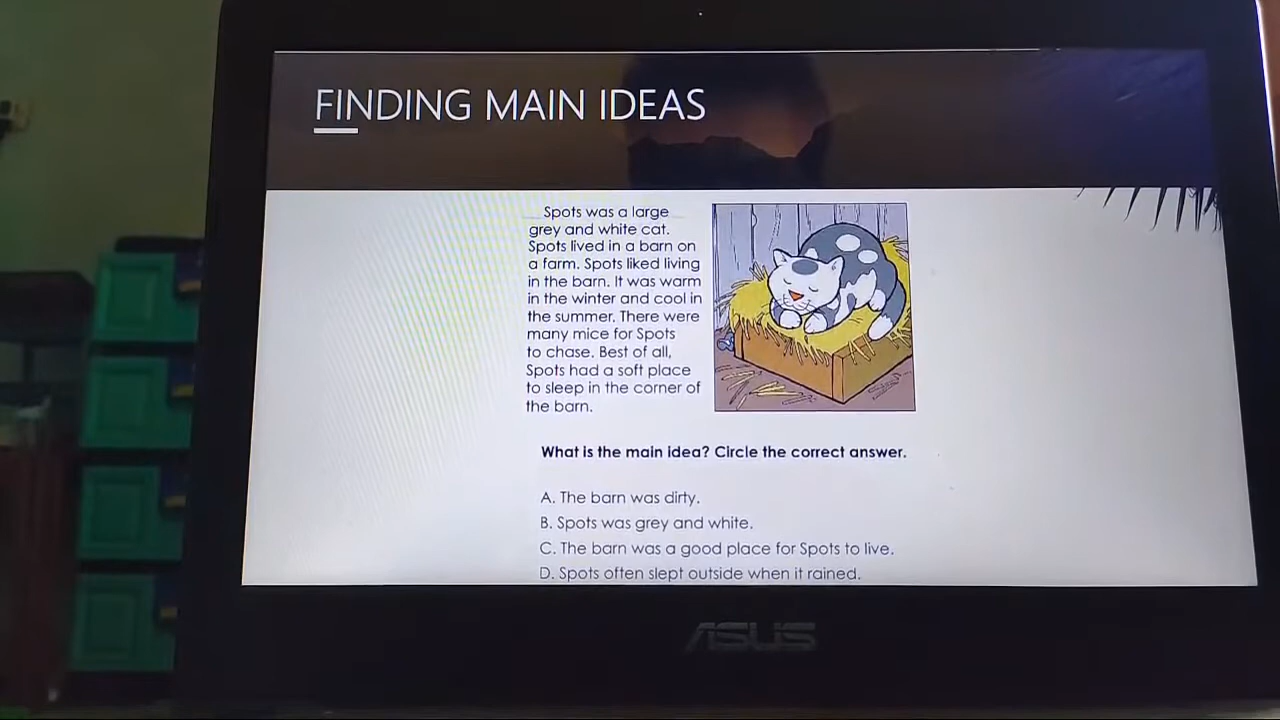 FINDING MAIN IDEAS
Spots was a large
grey and white cat.
Spots lived in a barn on
a farm. Spots liked living
in the barn. It was warm
in the winter and cool in
the summer. There were
many mice for Spots
to chase. Best of all,
Spots had a soft place
to sleep in the corner of
the barn.
What is the main idea? Circle the correct answer.
A. The barn was dirty.
B. Spots was grey and white.
C. The barn was a good place for Spots to live.
D. Spots often slept outside when it rained.
ASUS